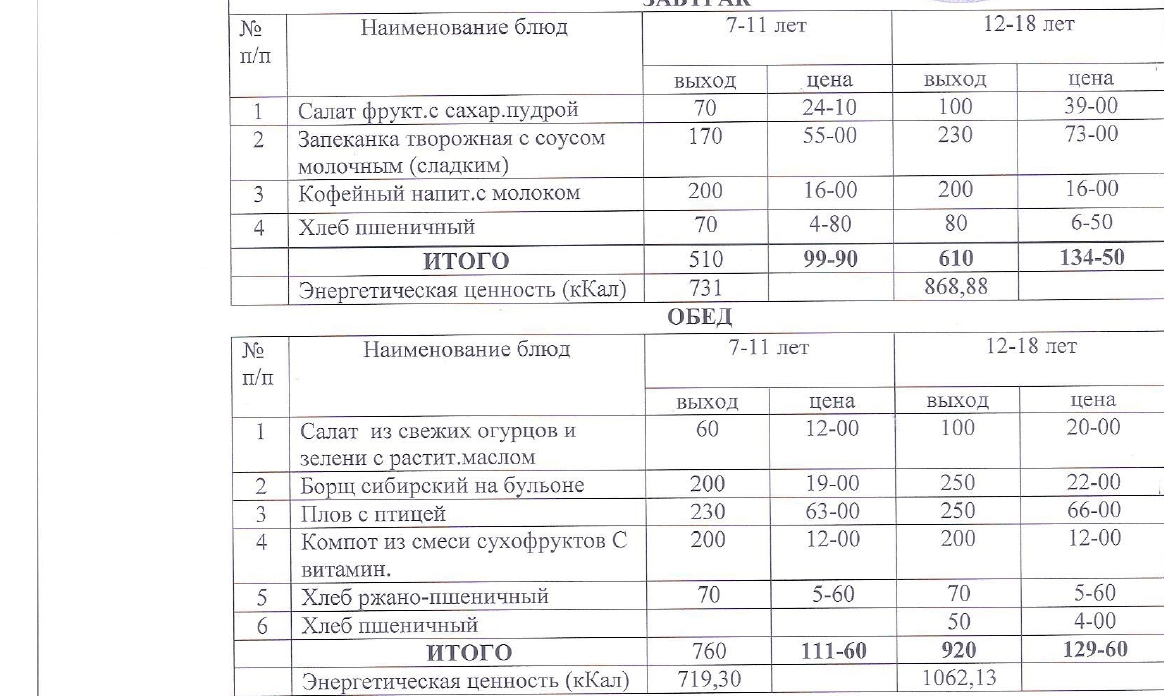 ЗАВТРАК
№ п/п Наименование блюд 7-11 лет 12-18 лет
выход цена выход цена
1 Салат фрукт.с сахар.пудрой 70 24-10 100 39-00
2 Запеканка творожная с соусом 170 55-00 230 73-00
молочным (сладким)
3 Кофейный напит.с молоком 200 16-00 200 16-00
4 Хлеб пшеничный 70 4-80 80 6-50
ИТОГО 510 99-90 610 134-50
Энергетическая ценность (кКал) 731 868,88
ОБЕД
№ п/п Наименование блюд 7-11 лет 12-18 лет
выход цена выход цена
1 Салат из свежих огурцов и 60 12-00 100 20-00
зелени с растит.маслом
2 Борщ сибирский на бульоне 200 19-00 250 22-00
3 Плов с птицей 230 63-00 250 66-00
4 Компот из смеси сухофруктов С 200 12-00 200 12-00
витамин.
5 Хлеб ржано-пшеничный 70 5-60 70 5-60
6 Хлеб пшеничный 50 4-00
ИТОГО 760 111-60 920 129-60
Энергетическая ценность (кКал) 719,30 1062,13